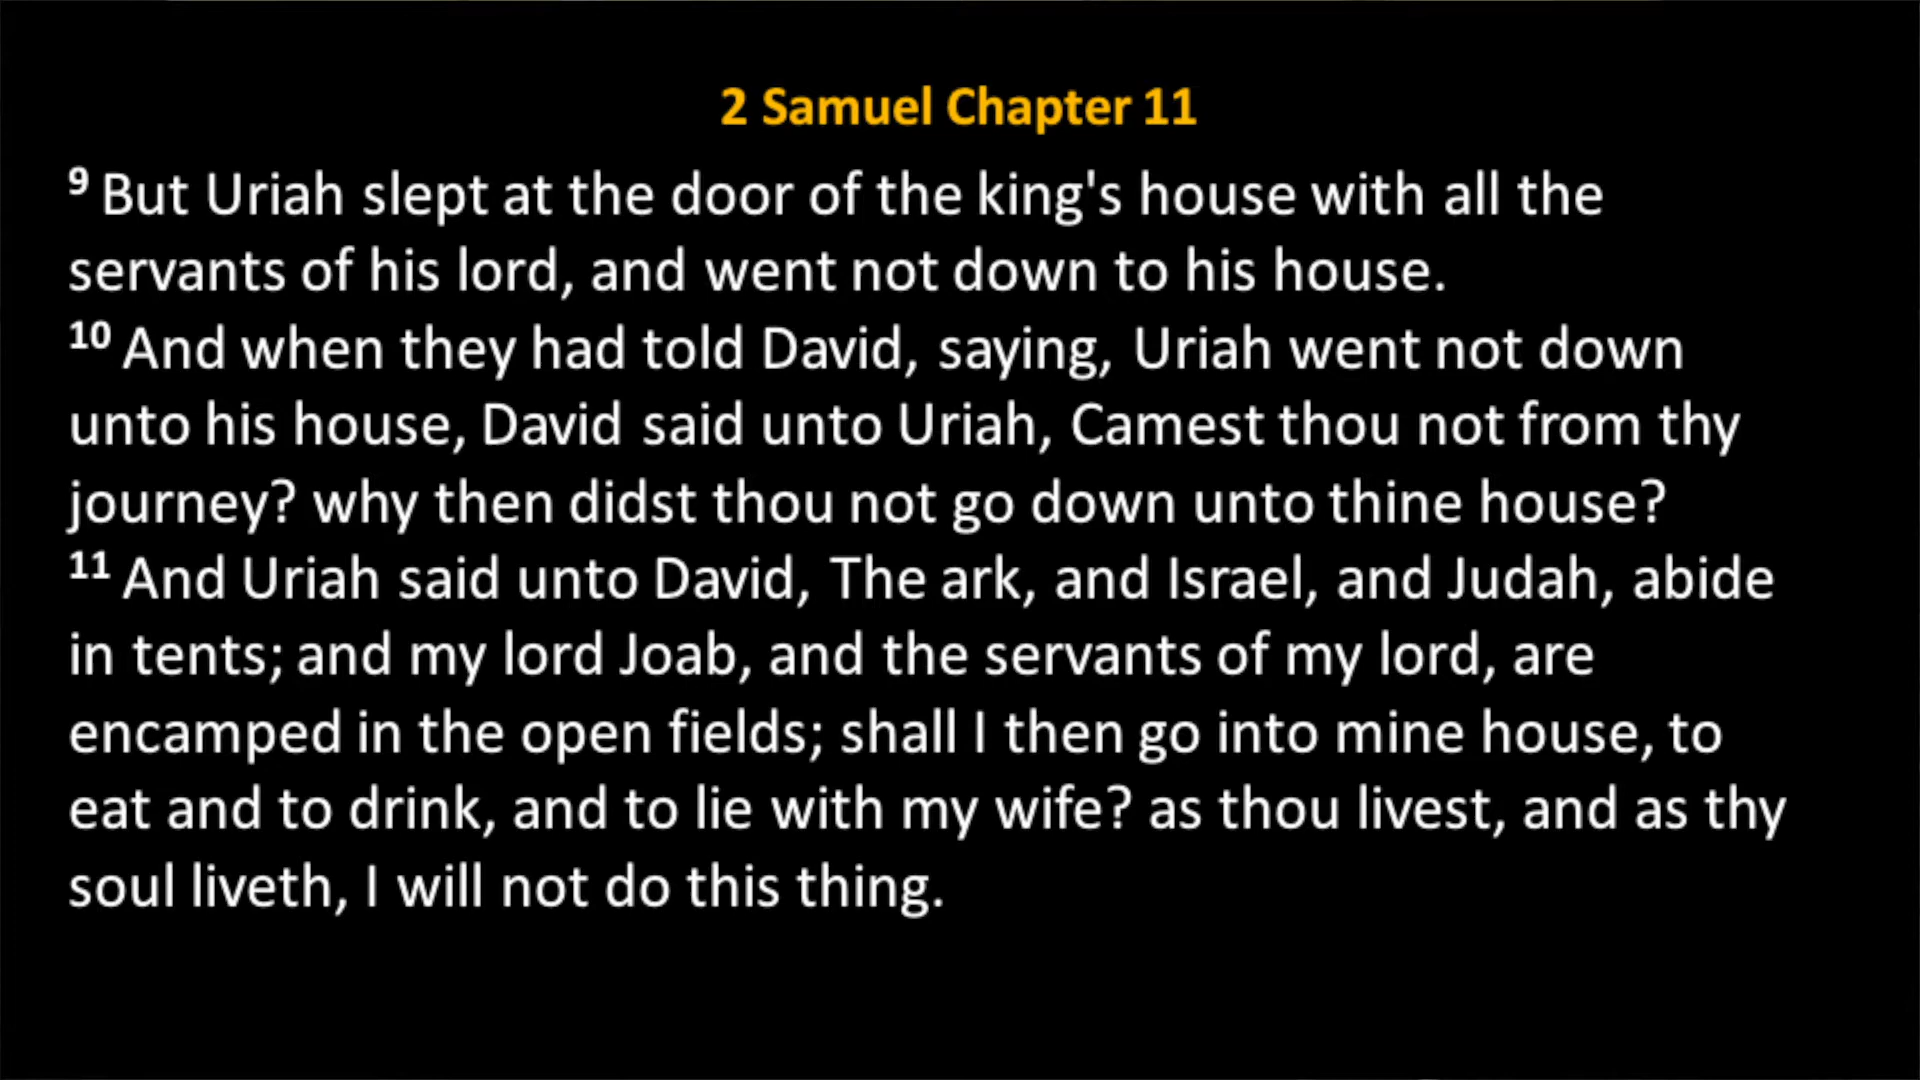 2 Samuel Chapter 11
9 But Uriah slept at the door of the king's house with all the
servants of his lord, and went not down to his house.
10 And when they had told David, saying, Uriah went not down
unto his house, David said unto Uriah, Camest thou not from thy
journey? why then didst thou not go down unto thine house?
11 And Uriah said unto David, The ark, and Israel, and Judah, abide
in tents; and my lord Joab, and the servants of my lord, are
encamped in the open fields; shall I then go into mine house, to
eat and to drink, and to lie with my wife? as thou livest, and as thy
soul liveth, I will not do this thing.